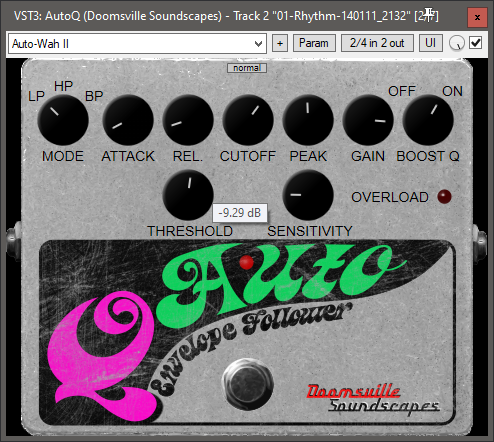 VST3: AutoQ (Doomsville Soundscapes) - Track 2 "01-Rhythm-140111_2132" [2/7] x
Auto-Wah II + Param 2/4 in 2 out UI
normal
LP HP BP OFF ON
MODE ATTACK REL. CUTOFF PEAK GAIN BOOST Q
OVERLOAD
-9.29 dB
THRESHOLD SENSITIVITY
Q Auto
Envelope Follower
Doomsville
Soundscapes